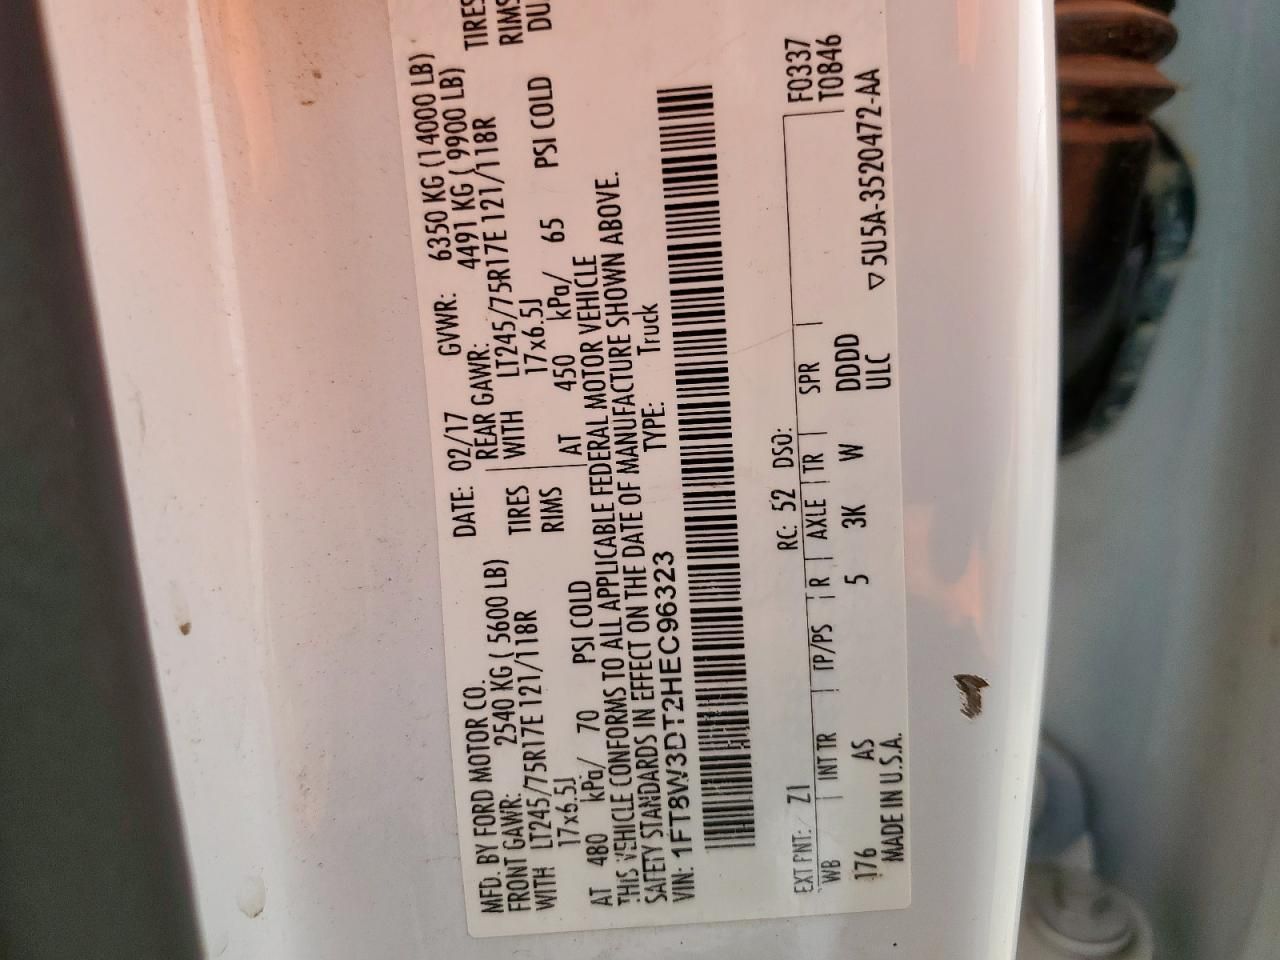 MFD. BY FORD MOTOR CO.
DATE: 02/17 GVWR: 6350 KG (14000 LB)
FRONT GAWR: 2540 KG ( 5600 LB) REAR GAWR: 4491 KG ( 9900 LB)
WITH LT245/75R17E 121/118R TIRES WITH LT245/75R17E 121/118R TIRES
17x6.5J RIMS 17x6.5J RIMS
AT 480 kPa/ 70 PSI COLD AT 450 kPa/ 65 PSI COLD
THIS VEHICLE CONFORMS TO ALL APPLICABLE FEDERAL MOTOR VEHICLE
SAFETY STANDARDS IN EFFECT ON THE DATE OF MANUFACTURE SHOWN ABOVE.
VIN: 1FT8W3DT2HEC96323 TYPE: Truck
F0337
EXT PNT: Z1 RC: 52 DSO: T0846
WB INT TR TP/PS R AXLE TR SPR
176 AS 5 3K W DDDD
MADE IN U.S.A. ULC ▽5U5A-3520472-AA